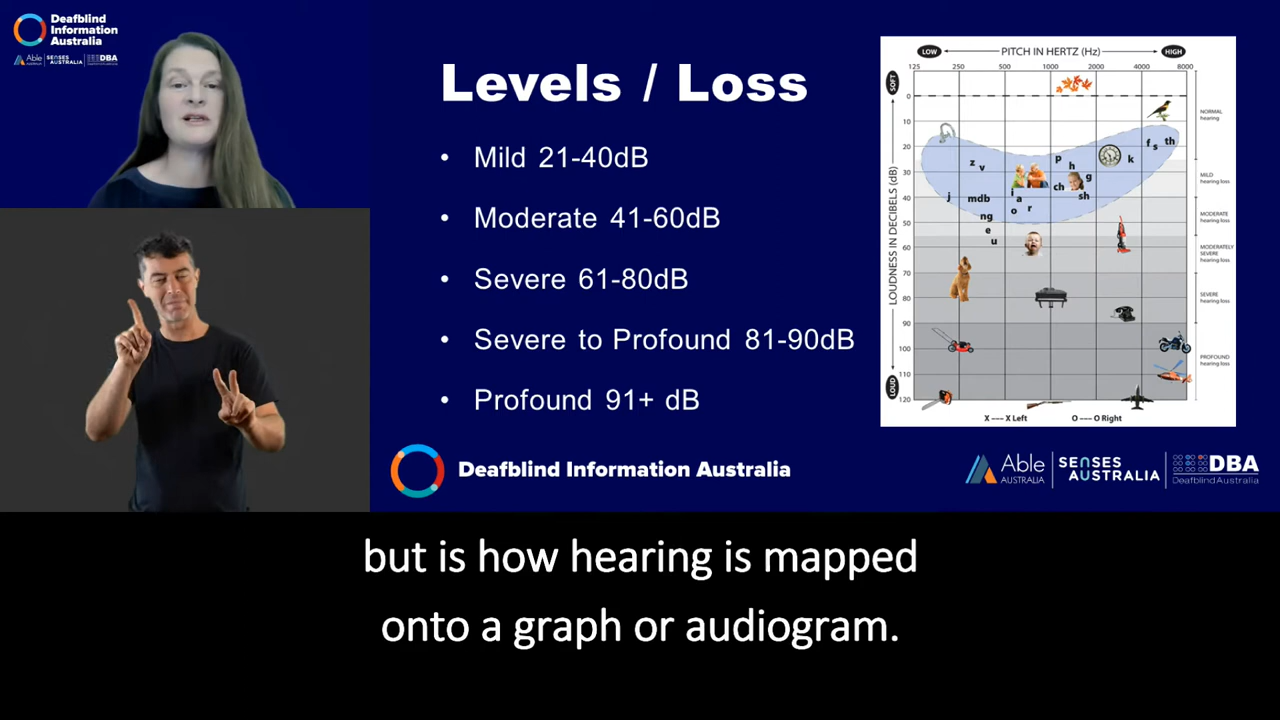 Deafblind
Information
Australia
Able
AUSTRALIA
SENSES
AUSTRALIA
DBA
Levels / Loss
• Mild 21-40dB
• Moderate 41-60dB
• Severe 61-80dB
• Severe to Profound 81-90dB
• Profound 91+ dB
LOW
PITCH IN HERTZ (Hz)
HIGH
125 250 500 1000 2000 4000 8000
SOFT
LOUDNESS IN DECIBELS (dB)
LOUD
0
10
20
30
40
50
60
70
80
90
100
110
120
z
v
j
mdb
ng
e
u
i
a
o
r
p
h
g
ch
sh
k
f
s
th
NORMAL
hearing
MILD
hearing loss
MODERATE
hearing loss
MODERATELY
SEVERE
hearing loss
SEVERE
hearing loss
PROFOUND
hearing loss
X --- X Left O --- O Right
Deafblind Information Australia
Able
AUSTRALIA
SENSES
AUSTRALIA
DBA
Deafblind Australia
but is how hearing is mapped
onto a graph or audiogram.